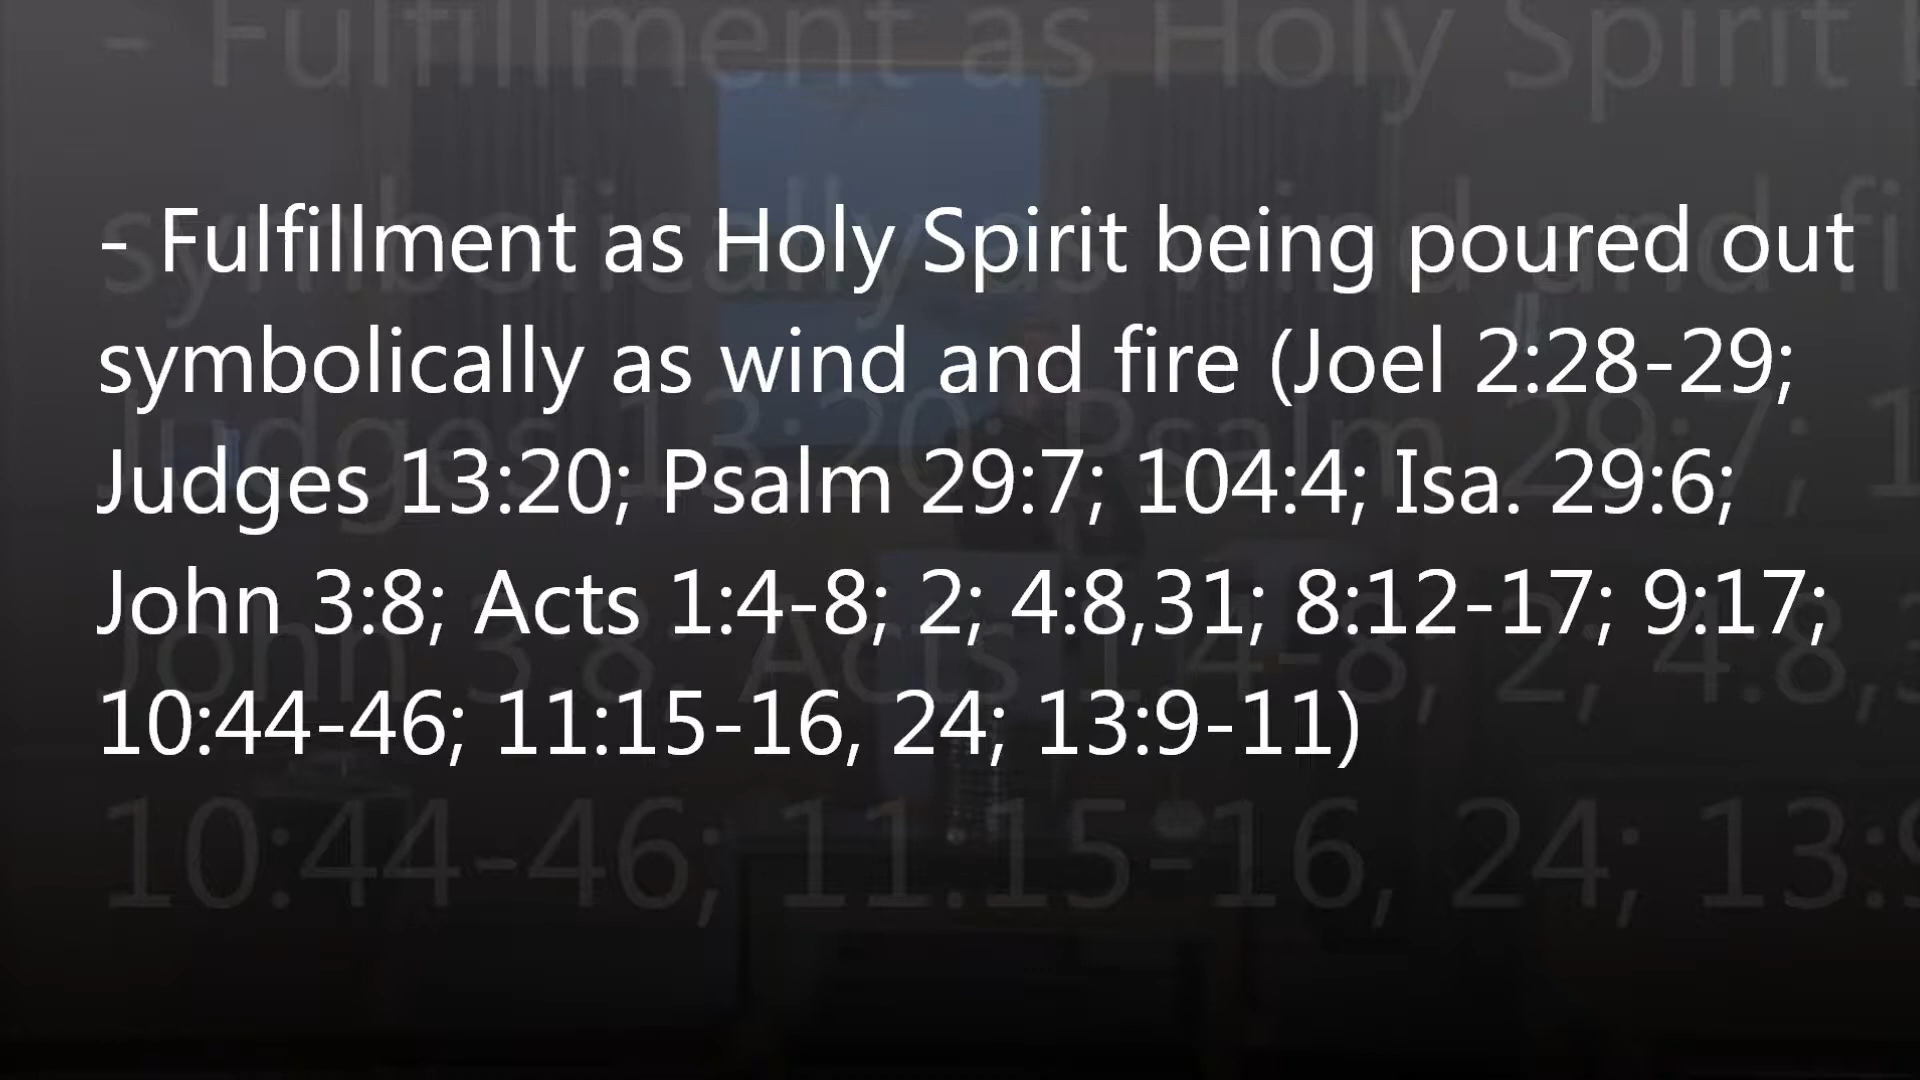 - Fulfillment as Holy Spirit being poured out
symbolically as wind and fire (Joel 2:28-29;
Judges 13:20; Psalm 29:7; 104:4; Isa. 29:6;
John 3:8; Acts 1:4-8; 2; 4:8,31; 8:12-17; 9:17;
10:44-46; 11:15-16, 24; 13:9-11)